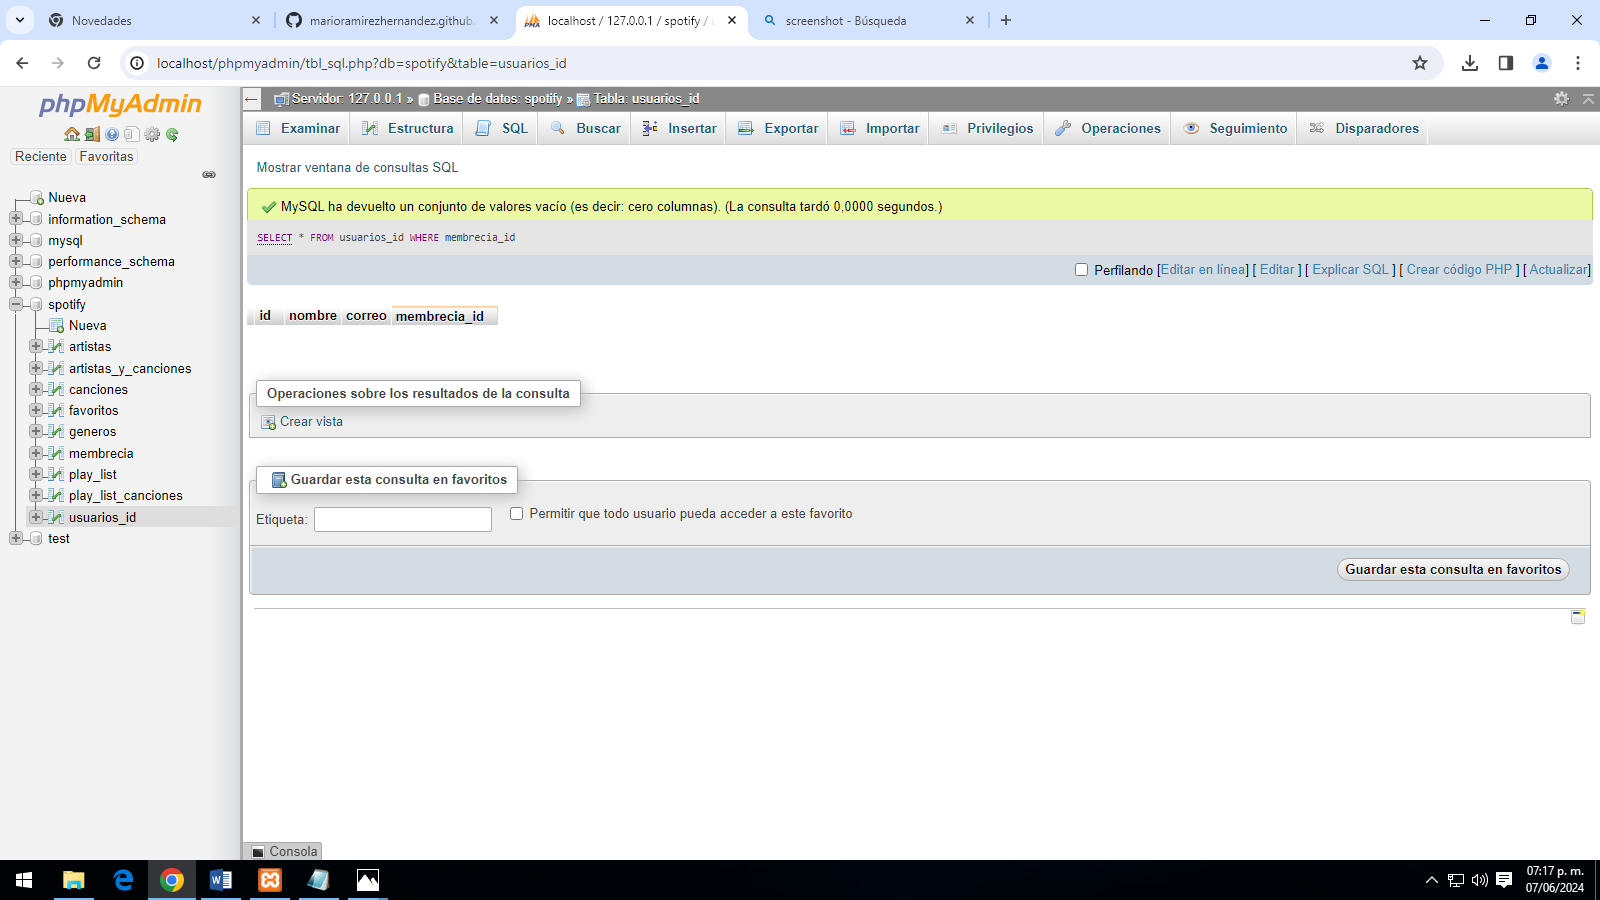 Novedades
marioramirezhernandez.github.
localhost / 127.0.0.1 / spotify /
screenshot - Búsqueda
localhost/phpmyadmin/tbl_sql.php?db=spotify&table=usuarios_id
phpMyAdmin
Reciente Favoritas
Nueva
information_schema
mysql
performance_schema
phpmyadmin
spotify
Nueva
artistas
artistas_y_canciones
canciones
favoritos
generos
membrecia
play_list
play_list_canciones
usuarios_id
test
Servidor: 127.0.0.1 » Base de datos: spotify » Tabla: usuarios_id
Examinar Estructura SQL Buscar Insertar Exportar Importar Privilegios Operaciones Seguimiento Disparadores
Mostrar ventana de consultas SQL
MySQL ha devuelto un conjunto de valores vacío (es decir: cero columnas). (La consulta tardó 0,0000 segundos.)
SELECT * FROM usuarios_id WHERE membrecia_id
Perfilando [Editar en línea] [ Editar ] [ Explicar SQL ] [ Crear código PHP ] [ Actualizar]
id nombre correo membrecia_id
Operaciones sobre los resultados de la consulta
Crear vista
Guardar esta consulta en favoritos
Etiqueta: Permitir que todo usuario pueda acceder a este favorito
Guardar esta consulta en favoritos
Consola
07:17 p. m.
07/06/2024